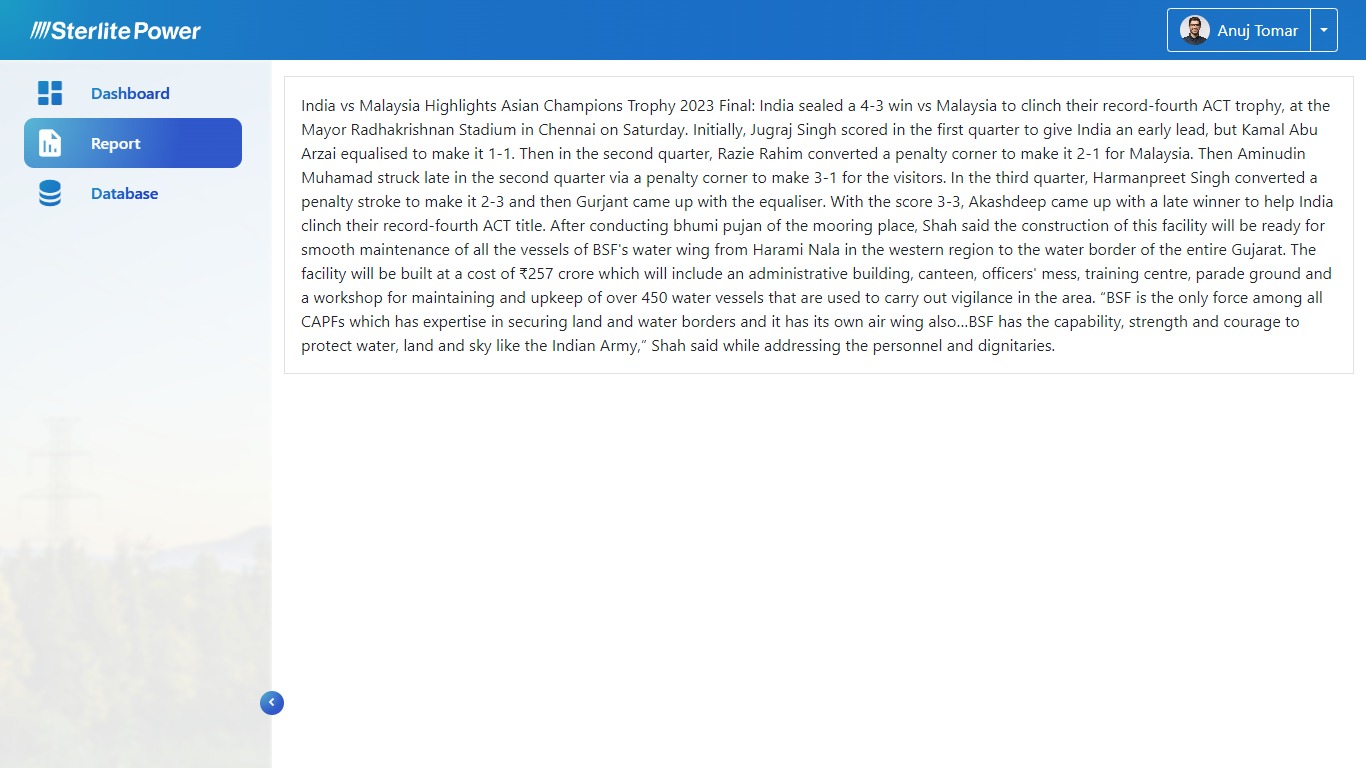 Sterlite Power
Anuj Tomar
Dashboard
Report
Database
India vs Malaysia Highlights Asian Champions Trophy 2023 Final: India sealed a 4-3 win vs Malaysia to clinch their record-fourth ACT trophy, at the
Mayor Radhakrishnan Stadium in Chennai on Saturday. Initially, Jugraj Singh scored in the first quarter to give India an early lead, but Kamal Abu
Arzai equalised to make it 1-1. Then in the second quarter, Razie Rahim converted a penalty corner to make it 2-1 for Malaysia. Then Aminudin
Muhamad struck late in the second quarter via a penalty corner to make 3-1 for the visitors. In the third quarter, Harmanpreet Singh converted a
penalty stroke to make it 2-3 and then Gurjant came up with the equaliser. With the score 3-3, Akashdeep came up with a late winner to help India
clinch their record-fourth ACT title. After conducting bhumi pujan of the mooring place, Shah said the construction of this facility will be ready for
smooth maintenance of all the vessels of BSF's water wing from Harami Nala in the western region to the water border of the entire Gujarat. The
facility will be built at a cost of ₹257 crore which will include an administrative building, canteen, officers' mess, training centre, parade ground and
a workshop for maintaining and upkeep of over 450 water vessels that are used to carry out vigilance in the area. “BSF is the only force among all
CAPFs which has expertise in securing land and water borders and it has its own air wing also...BSF has the capability, strength and courage to
protect water, land and sky like the Indian Army,” Shah said while addressing the personnel and dignitaries.